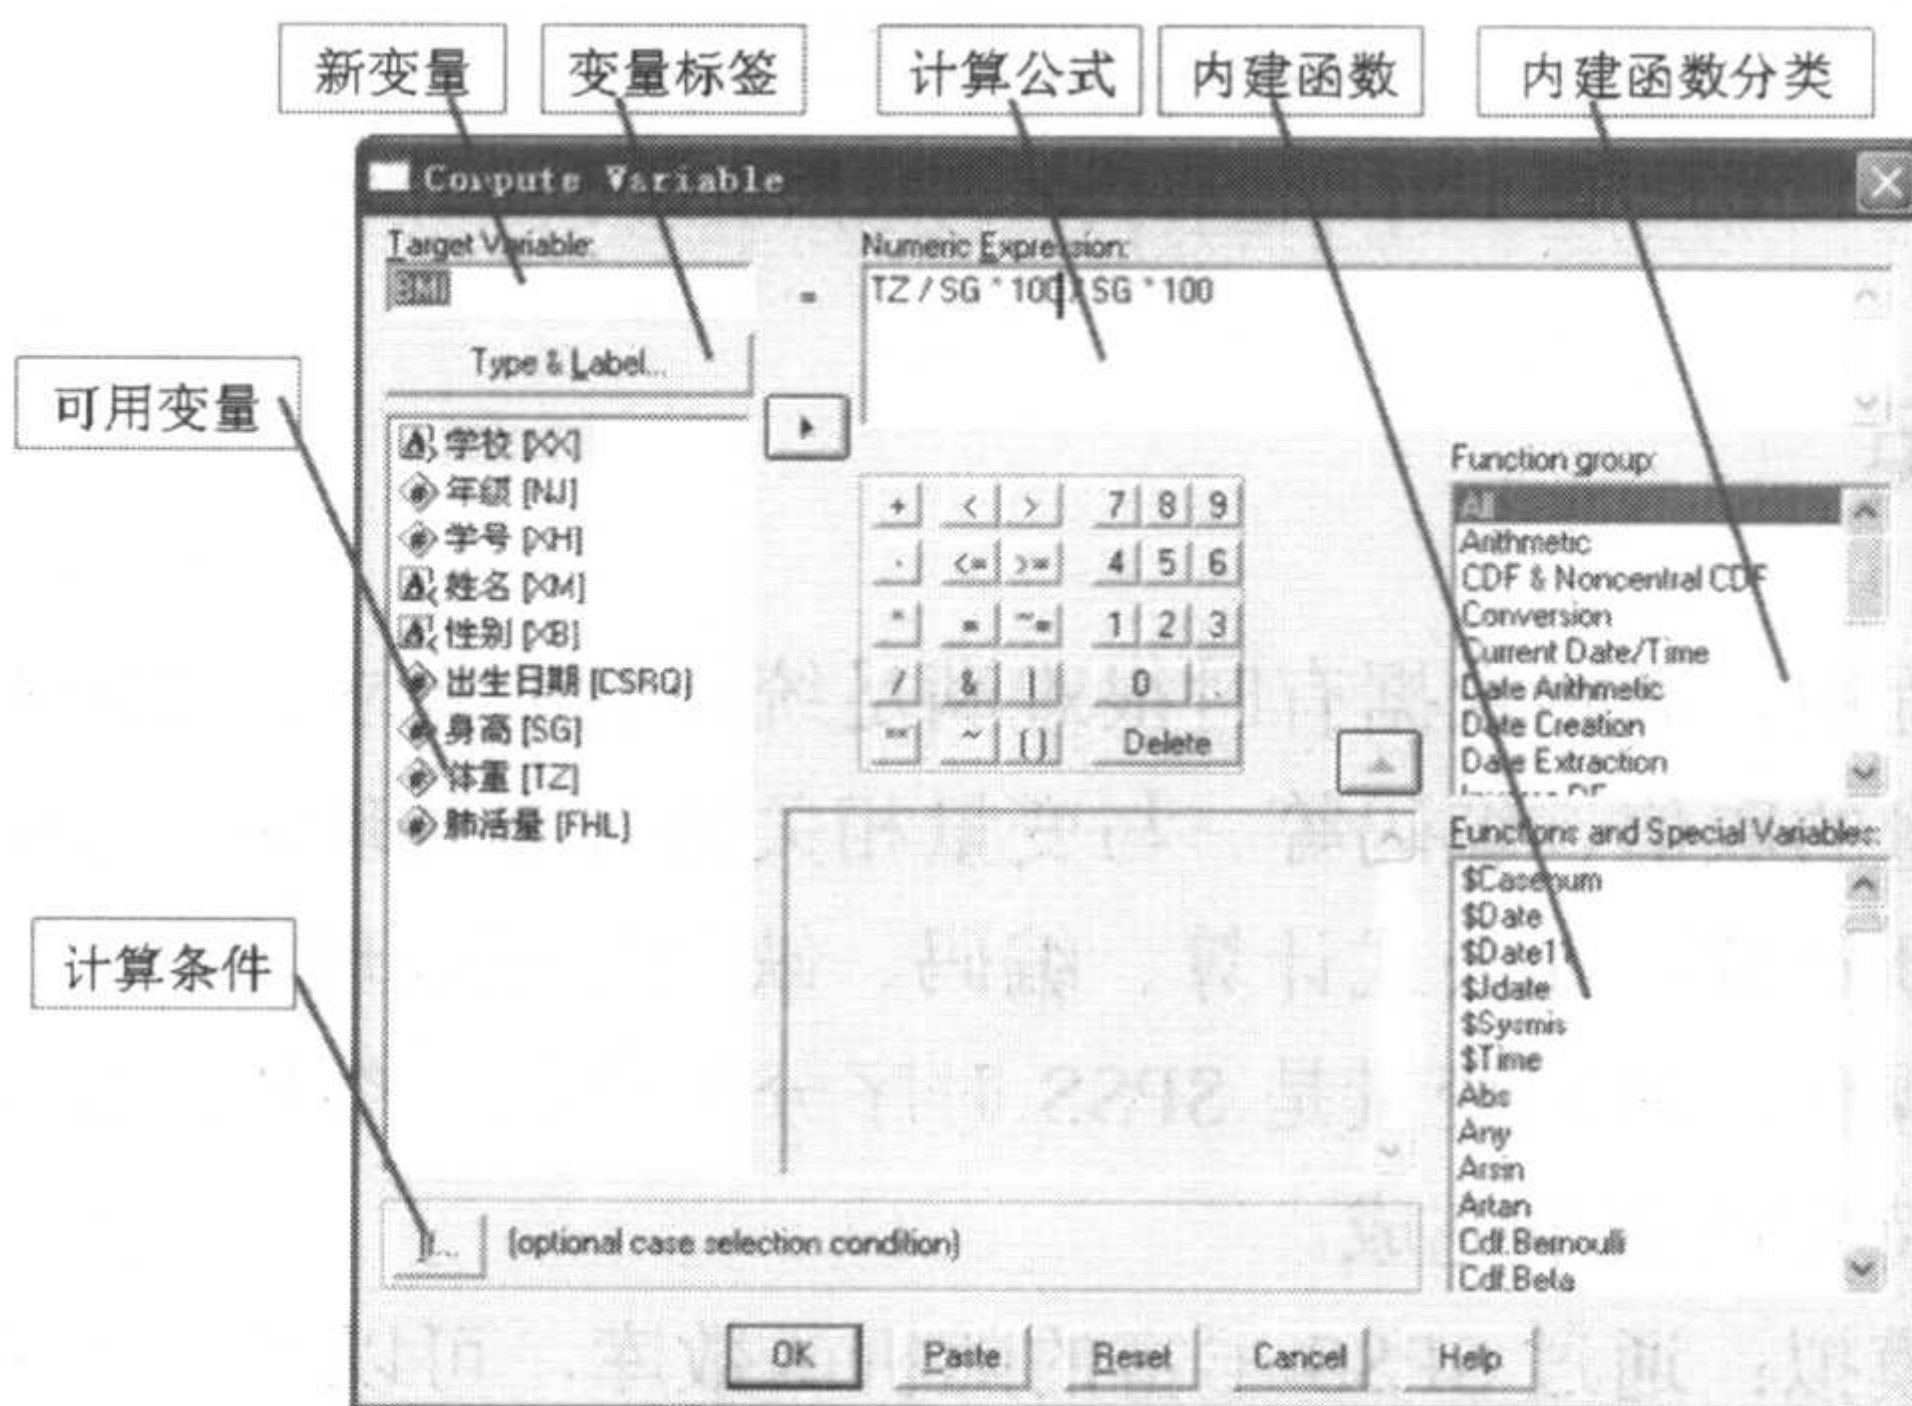 新变量
变量标签
计算公式
内建函数
内建函数分类
Compute Variable
Target Variable:
Numeric Expression:
BMI
=
TZ / SG * 100 / SG * 100
Type & Label...
可用变量
学校 [XX]
年级 [NJ]
学号 [XH]
姓名 [XM]
性别 [XB]
出生日期 [CSRQ]
身高 [SG]
体重 [TZ]
肺活量 [FHL]
+ < > 7 8 9
- <= >= 4 5 6
* = ~= 1 2 3
/ & | 0 .
** ~ () Delete
Function group:
All
Arithmetic
CDF & Noncentral CDF
Conversion
Current Date/Time
Date Arithmetic
Date Creation
Date Extraction
Functions and Special Variables:
$Casenum
$Date
$Date11
$Jdate
$Sysmis
$Time
Abs
Any
Arsin
Artan
Cdf.Bernoulli
Cdf.Beta
计算条件
If...
(optional case selection condition)
OK
Paste
Reset
Cancel
Help